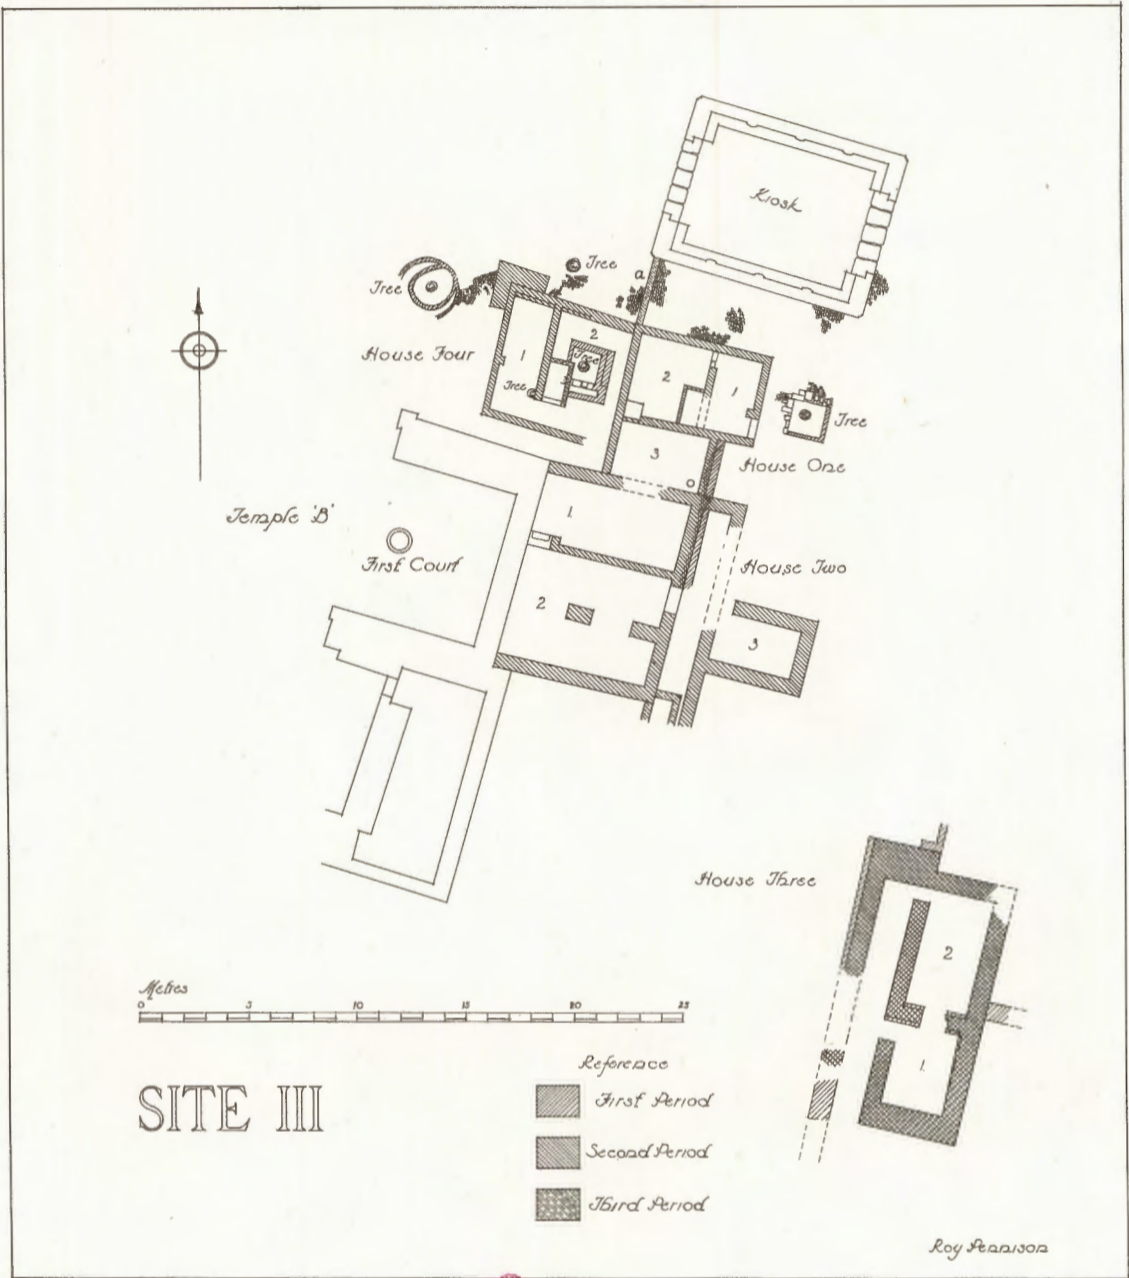 Kiosk
a
Tree
Tree
2
House Four
1
Tree
2
1
Tree
Tree
3
House One
o
1
Temple 'B'
First Court
House Two
2
3
House Three
2
1
Metres
0 5 10 15 20 25
Reference
SITE III
First Period
Second Period
Third Period
Roy Pennison